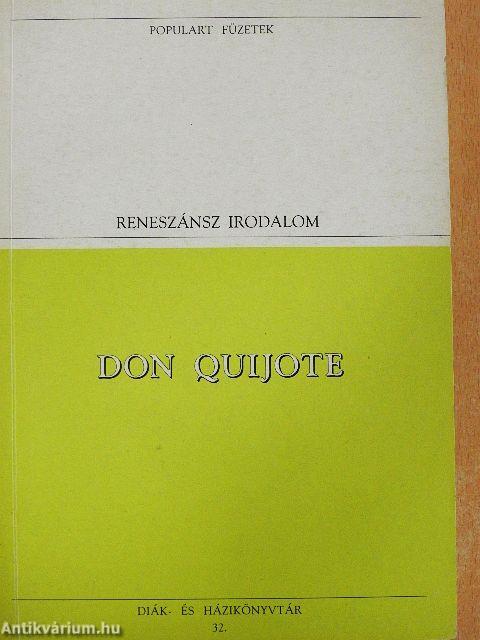 POPULART FÜZETEK
RENESZÁNSZ IRODALOM
DON QUIJOTE
DIÁK- ÉS HÁZIKÖNYVTÁR
32.
Antikvárium.hu